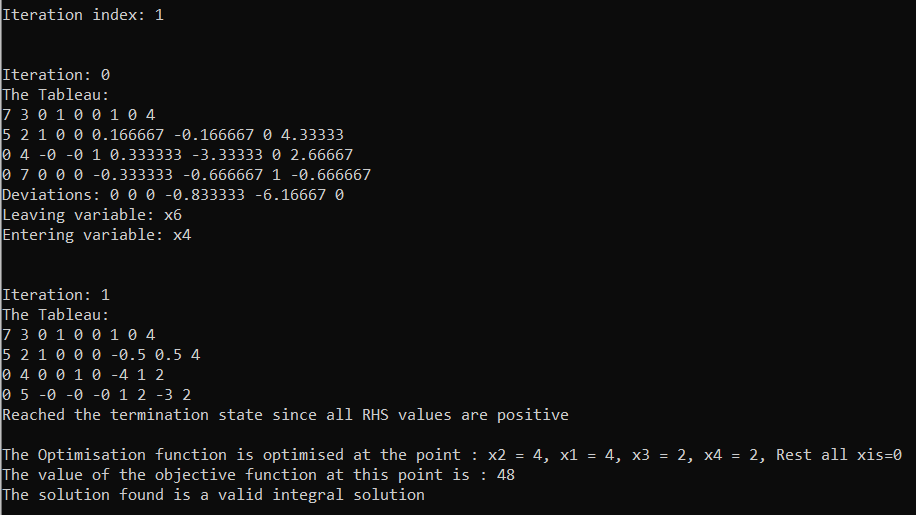 Iteration index: 1
Iteration: 0
The Tableau:
7 3 0 1 0 0 1 0 4
5 2 1 0 0 0.166667 -0.166667 0 4.33333
0 4 -0 -0 1 0.333333 -3.33333 0 2.66667
0 7 0 0 0 -0.333333 -0.666667 1 -0.666667
Deviations: 0 0 0 -0.833333 -6.16667 0
Leaving variable: x6
Entering variable: x4
Iteration: 1
The Tableau:
7 3 0 1 0 0 1 0 4
5 2 1 0 0 0 -0.5 0.5 4
0 4 0 0 1 0 -4 1 2
0 5 -0 -0 -0 1 2 -3 2
Reached the termination state since all RHS values are positive
The Optimisation function is optimised at the point : x2 = 4, x1 = 4, x3 = 2, x4 = 2, Rest all xis=0
The value of the objective function at this point is : 48
The solution found is a valid integral solution